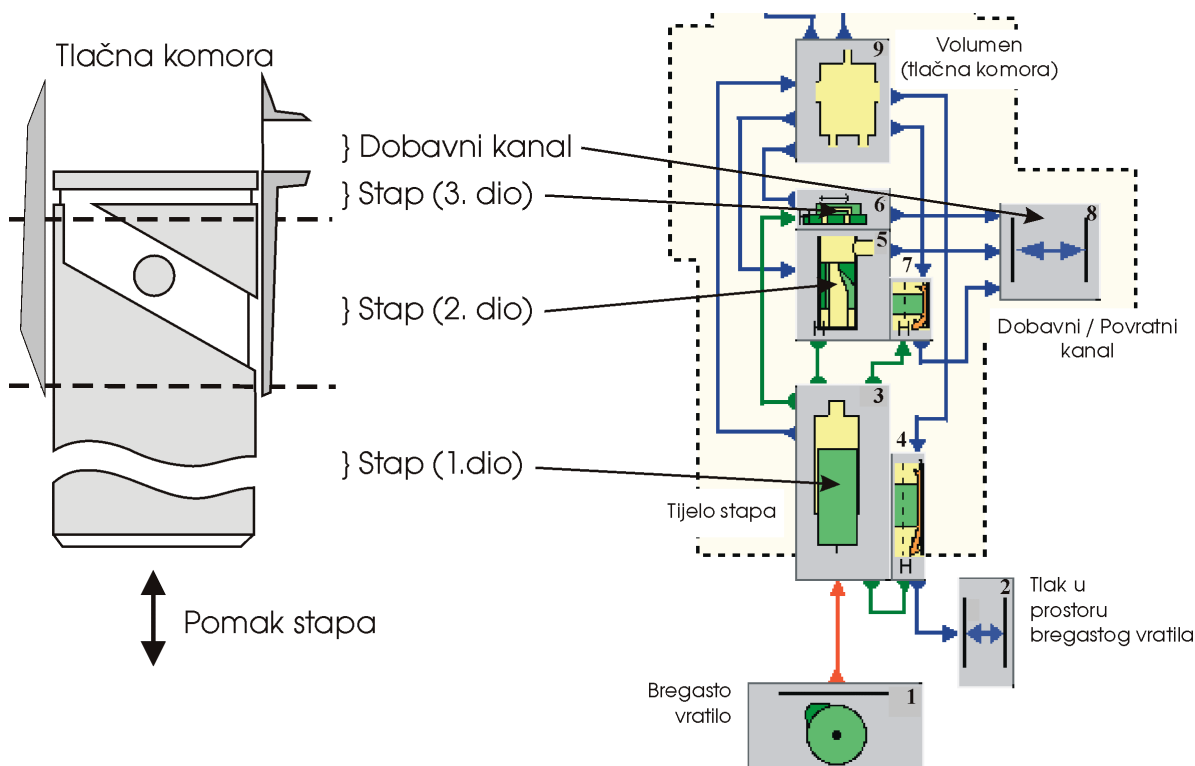 Tlačna komora
} Dobavni kanal
} Stap (3. dio)
} Stap (2. dio)
} Stap (1.dio)
Pomak stapa
9
Volumen
(tlačna komora)
6
H
5
H
7
H
8
Dobavni / Povratni
kanal
3
4
H
Tijelo stapa
2
Tlak u
prostoru
bregastog vratila
Bregasto
vratilo
1